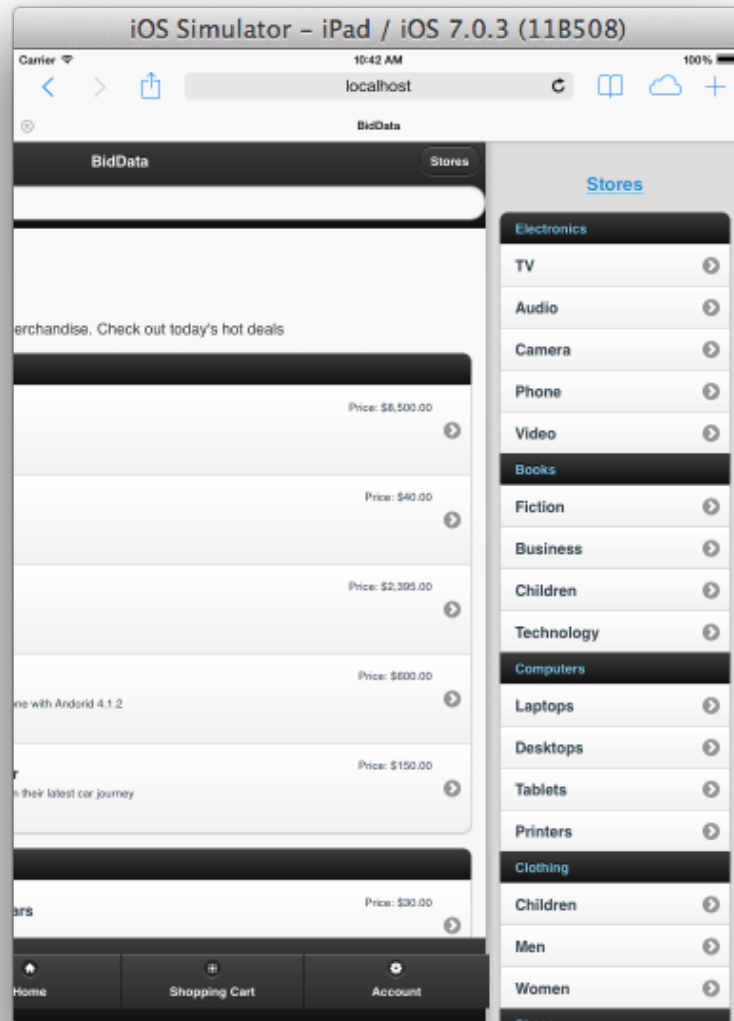 iOS Simulator – iPad / iOS 7.0.3 (11B508)
Carrier 10:42 AM 100%
localhost
BidData
BidData Stores
erchandise. Check out today's hot deals
Price: $8,500.00
Price: $40.00
Price: $2,395.00
Price: $600.00
ne with Andorid 4.1.2
r
Price: $150.00
n their latest car journey
ars
Price: $30.00
Home Shopping Cart Account
Stores
Electronics
TV
Audio
Camera
Phone
Video
Books
Fiction
Business
Children
Technology
Computers
Laptops
Desktops
Tablets
Printers
Clothing
Children
Men
Women